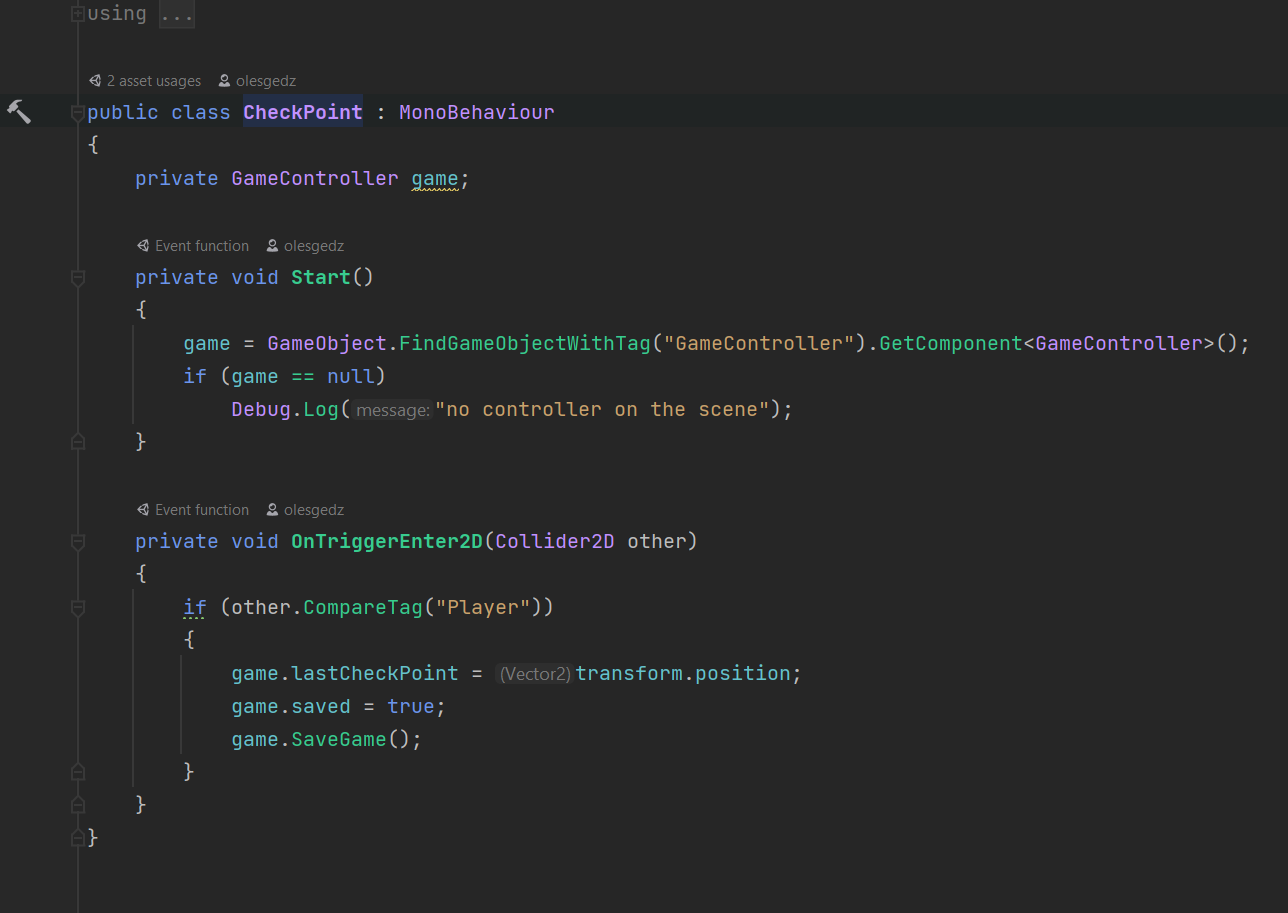 using ...
2 asset usages olesgedz
public class CheckPoint : MonoBehaviour
{
private GameController game;
Event function olesgedz
private void Start()
{
game = GameObject.FindGameObjectWithTag("GameController").GetComponent<GameController>();
if (game == null)
Debug.Log(message:"no controller on the scene");
}
Event function olesgedz
private void OnTriggerEnter2D(Collider2D other)
{
if (other.CompareTag("Player"))
{
game.lastCheckPoint = (Vector2)transform.position;
game.saved = true;
game.SaveGame();
}
}
}